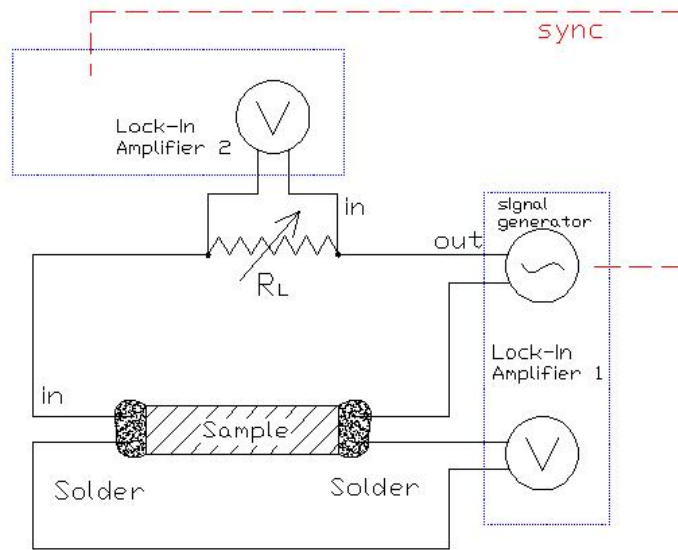 sync
Lock-In
Amplifier 2
V
in
signal
generator
out
RL
Lock-In
Amplifier 1
in
Sample
V
Solder
Solder